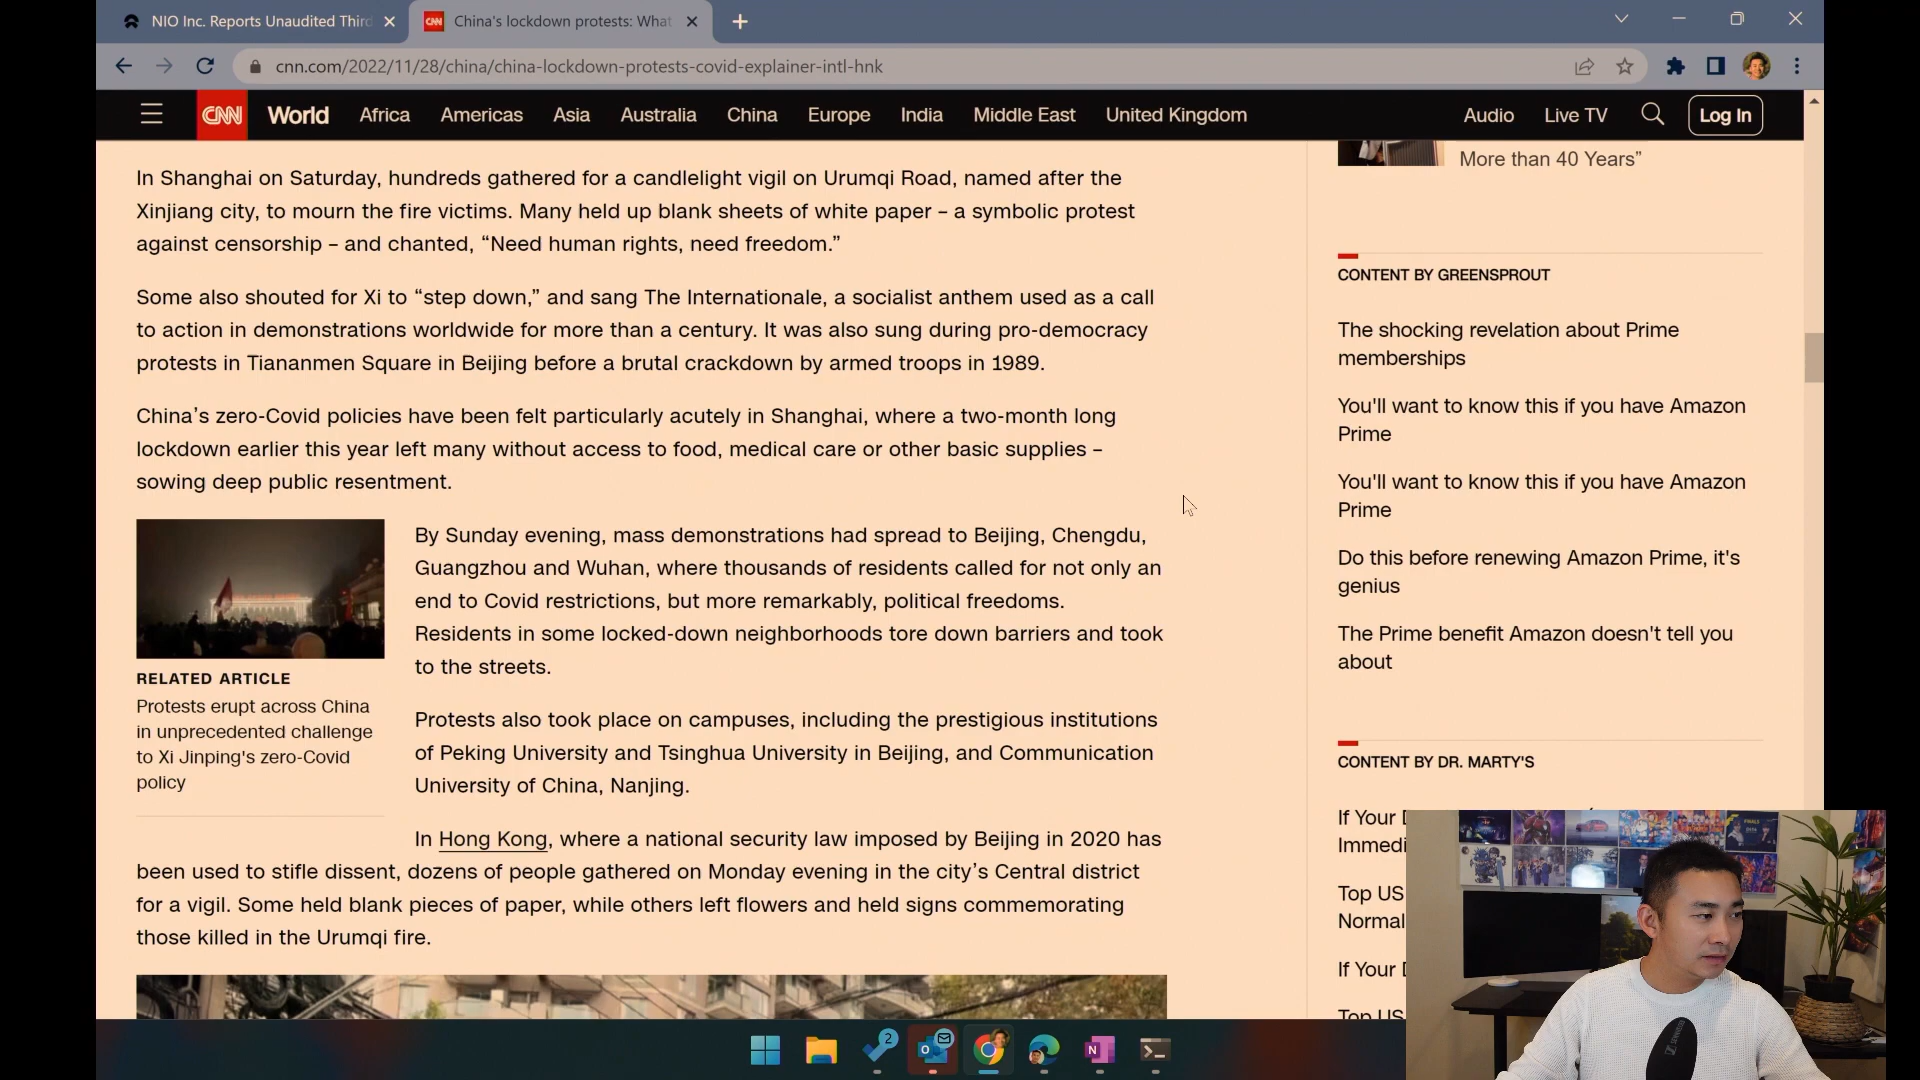 NIO Inc. Reports Unaudited Third
China's lockdown protests: What
cnn.com/2022/11/28/china/china-lockdown-protests-covid-explainer-intl-hnk
CNN World Africa Americas Asia Australia China Europe India Middle East United Kingdom Audio Live TV Log In
In Shanghai on Saturday, hundreds gathered for a candlelight vigil on Urumqi Road, named after the
Xinjiang city, to mourn the fire victims. Many held up blank sheets of white paper – a symbolic protest
against censorship – and chanted, “Need human rights, need freedom.”
Some also shouted for Xi to “step down,” and sang The Internationale, a socialist anthem used as a call
to action in demonstrations worldwide for more than a century. It was also sung during pro-democracy
protests in Tiananmen Square in Beijing before a brutal crackdown by armed troops in 1989.
China’s zero-Covid policies have been felt particularly acutely in Shanghai, where a two-month long
lockdown earlier this year left many without access to food, medical care or other basic supplies –
sowing deep public resentment.
By Sunday evening, mass demonstrations had spread to Beijing, Chengdu,
Guangzhou and Wuhan, where thousands of residents called for not only an
end to Covid restrictions, but more remarkably, political freedoms.
Residents in some locked-down neighborhoods tore down barriers and took
to the streets.
RELATED ARTICLE
Protests erupt across China
in unprecedented challenge
to Xi Jinping's zero-Covid
policy
Protests also took place on campuses, including the prestigious institutions
of Peking University and Tsinghua University in Beijing, and Communication
University of China, Nanjing.
In Hong Kong, where a national security law imposed by Beijing in 2020 has
been used to stifle dissent, dozens of people gathered on Monday evening in the city’s Central district
for a vigil. Some held blank pieces of paper, while others left flowers and held signs commemorating
those killed in the Urumqi fire.
More than 40 Years”
CONTENT BY GREENSPROUT
The shocking revelation about Prime
memberships
You'll want to know this if you have Amazon
Prime
You'll want to know this if you have Amazon
Prime
Do this before renewing Amazon Prime, it's
genius
The Prime benefit Amazon doesn't tell you
about
CONTENT BY DR. MARTY'S
If Your
Immedi
Top US
Normal
If Your
Top US
2